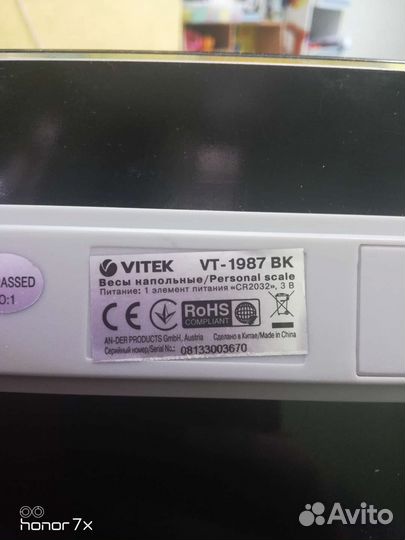 VITEK VT-1987 BK
Весы напольные/Personal scale
Питание: 1 элемент питания «CR2032», 3 В
CE RoHS
COMPLIANT
AN-DER PRODUCTS GmbH, Austria Сделано в Китае/Made in China
Серийный номер/Serial No.: 08133003670
ASSED
O:1
honor 7x
Avito